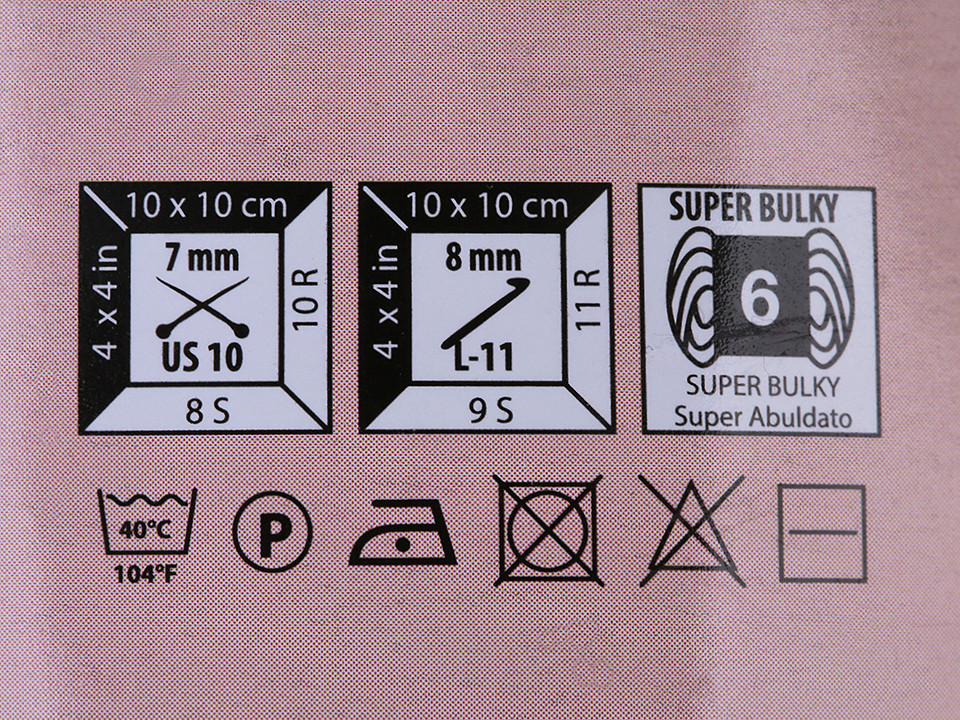 10 x 10 cm
4 x 4 in
7 mm
US 10
10 R
8 S
10 x 10 cm
4 x 4 in
8 mm
L-11
11 R
9 S
SUPER BULKY
6
SUPER BULKY
Super Abuldato
40°C
104°F
P